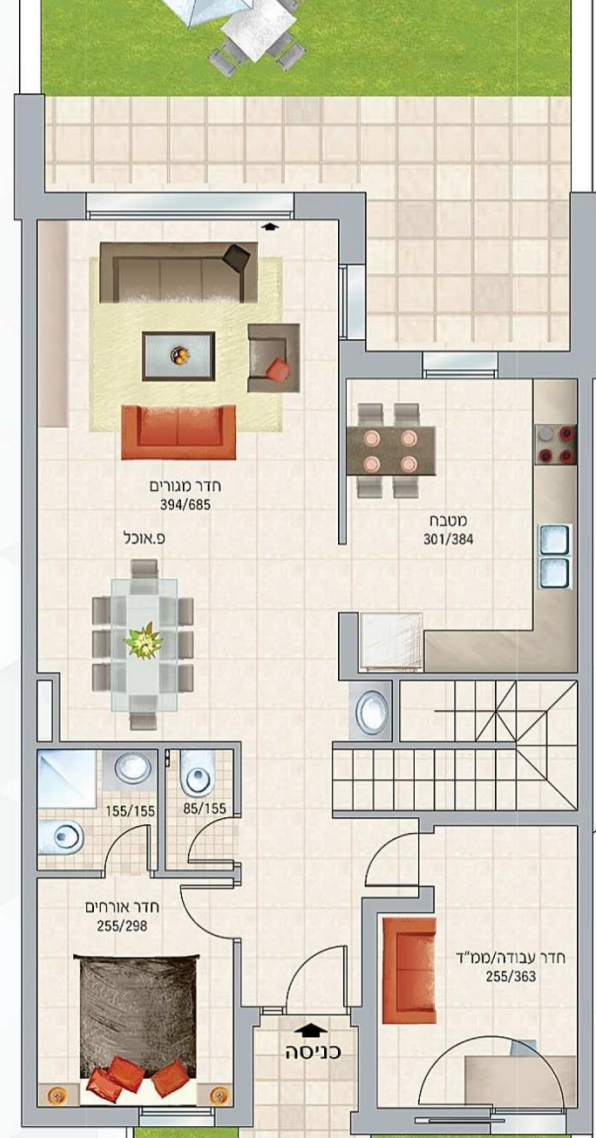 חדר מגורים
394/685
פ.אוכל
מטבח
301/384
155/155
85/155
חדר אורחים
255/298
חדר עבודה/ממ"ד
255/363
כניסה